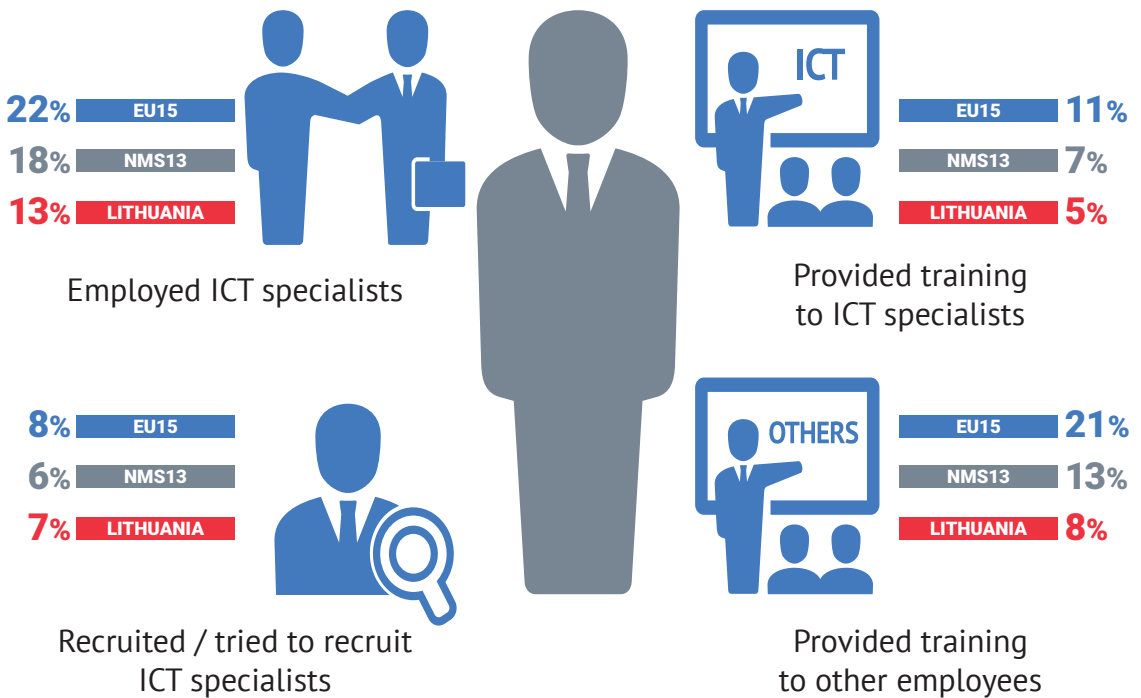 22% EU15
18% NMS13
13% LITHUANIA
Employed ICT specialists
ICT
EU15 11%
NMS13 7%
LITHUANIA 5%
Provided training
to ICT specialists
8% EU15
6% NMS13
7% LITHUANIA
Recruited / tried to recruit
ICT specialists
OTHERS
EU15 21%
NMS13 13%
LITHUANIA 8%
Provided training
to other employees